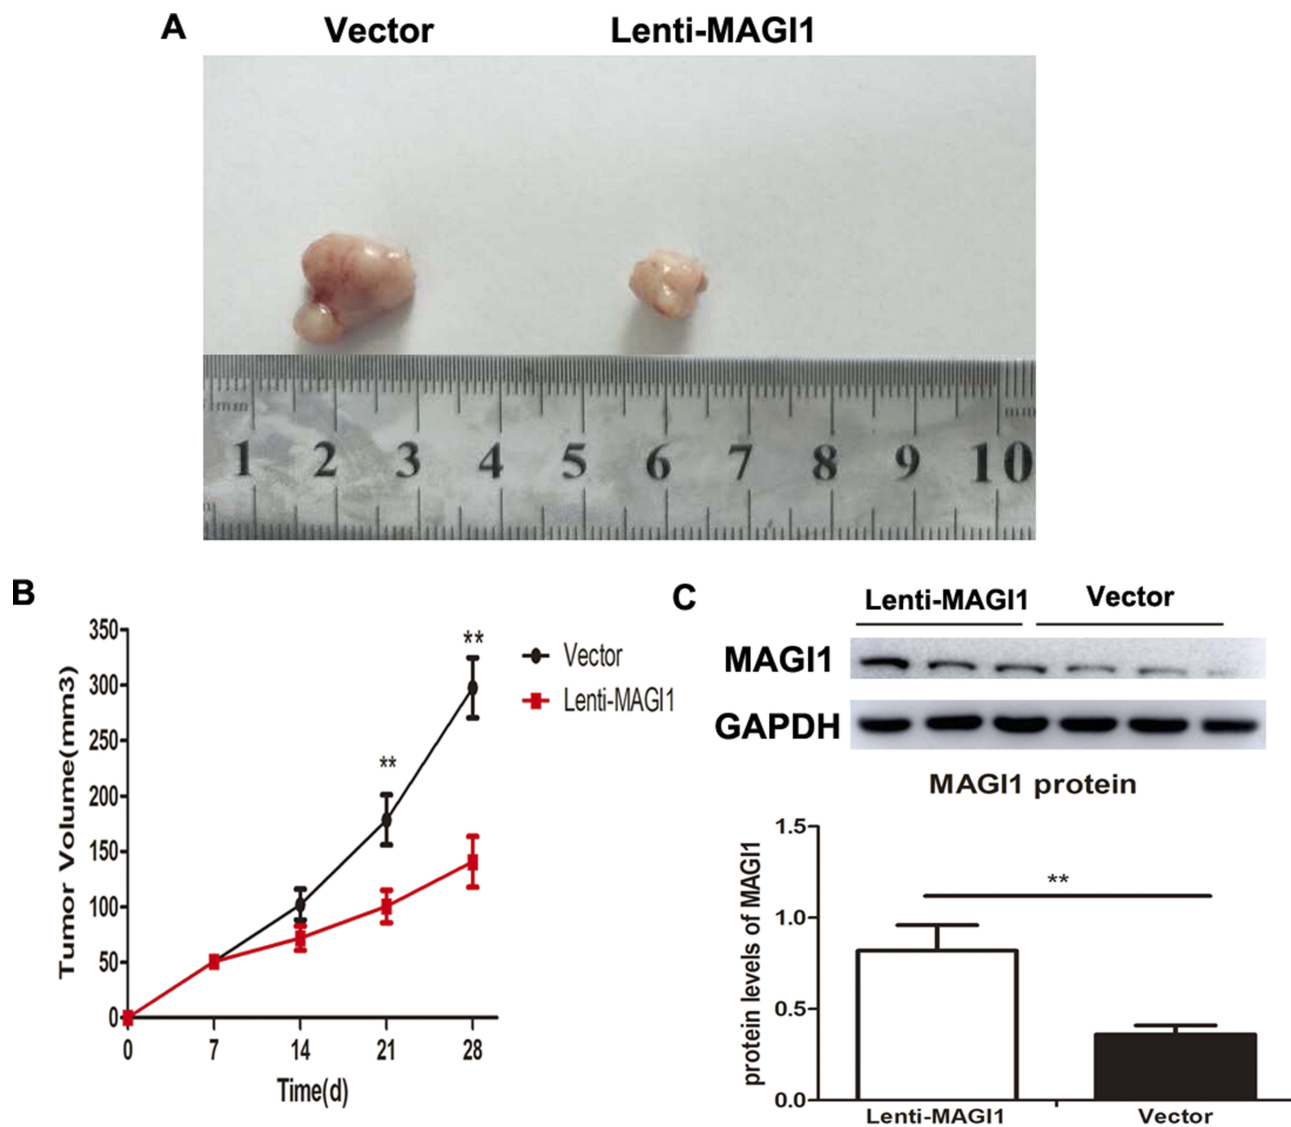 A
Vector Lenti-MAGI1
mm
1 2 3 4 5 6 7 8 9 10
B
350
300
250
200
150
100
50
0
Tumor Volume(mm3)
**
**
Vector
Lenti-MAGI1
0 7 14 21 28
Time(d)
C
Lenti-MAGI1 Vector
MAGI1
GAPDH
MAGI1 protein
1.5
1.0
0.5
0.0
protein levels of MAGI1
**
Lenti-MAGI1 Vector